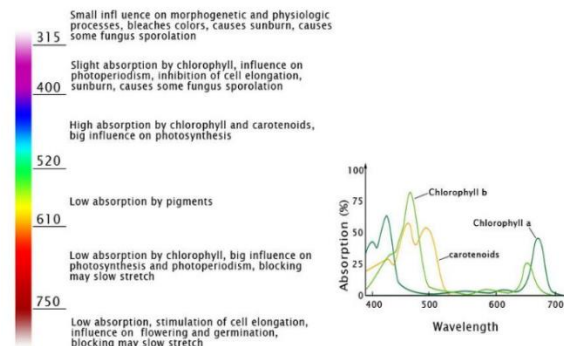 Small infl uence on morphogenetic and physiologic
processes, bleaches colors, causes sunburn, causes
some fungus sporolation
315
Slight absorption by chlorophyll, influence on
photoperiodism, inhibition of cell elongation,
sunburn, causes some fungus sporolation
400
High absorption by chlorophyll and carotenoids,
big influence on photosynthesis
520
Low absorption by pigments
610
Low absorption by chlorophyll, big influence on
photosynthesis and photoperiodism, blocking
may slow stretch
750
Low absorption, stimulation of cell elongation,
influence on flowering and germination,
blocking may slow stretch
100
75
50
25
0
Absorption (%)
Chlorophyll b
Chlorophyll a
carotenoids
400 500 600 700
Wavelength